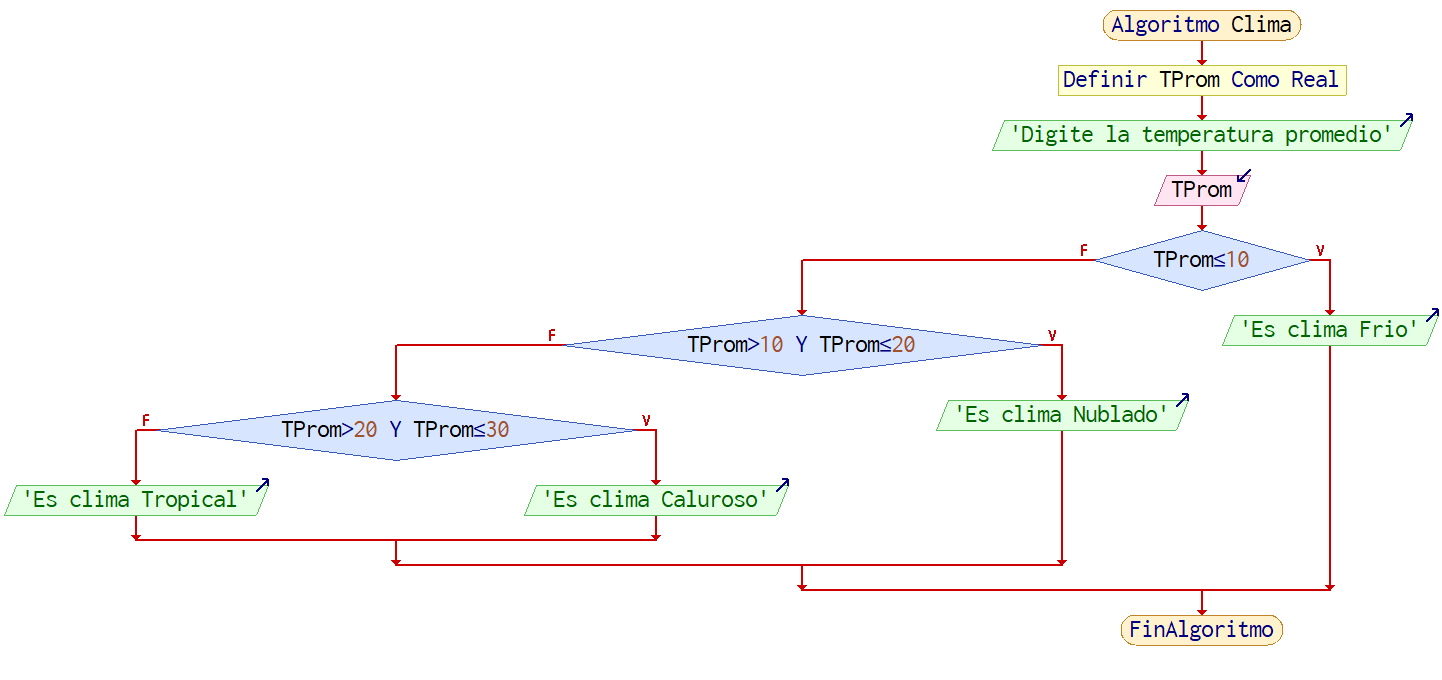 Algoritmo Clima
Definir TProm Como Real
'Digite la temperatura promedio'
TProm
F
TProm≤10
V
'Es clima Frio'
F
TProm>10 Y TProm≤20
V
'Es clima Nublado'
F
TProm>20 Y TProm≤30
V
'Es clima Tropical'
'Es clima Caluroso'
FinAlgoritmo